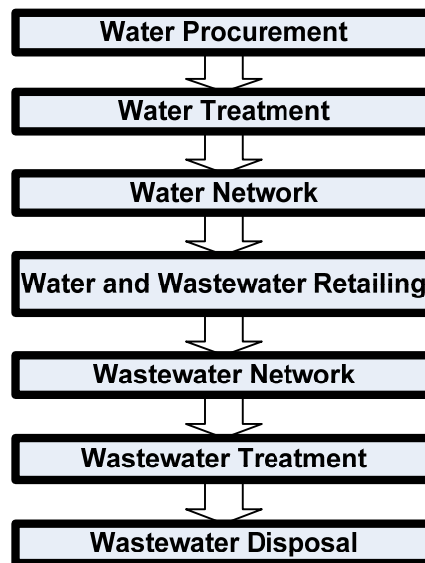 Water Procurement
Water Treatment
Water Network
Water and Wastewater Retailing
Wastewater Network
Wastewater Treatment
Wastewater Disposal